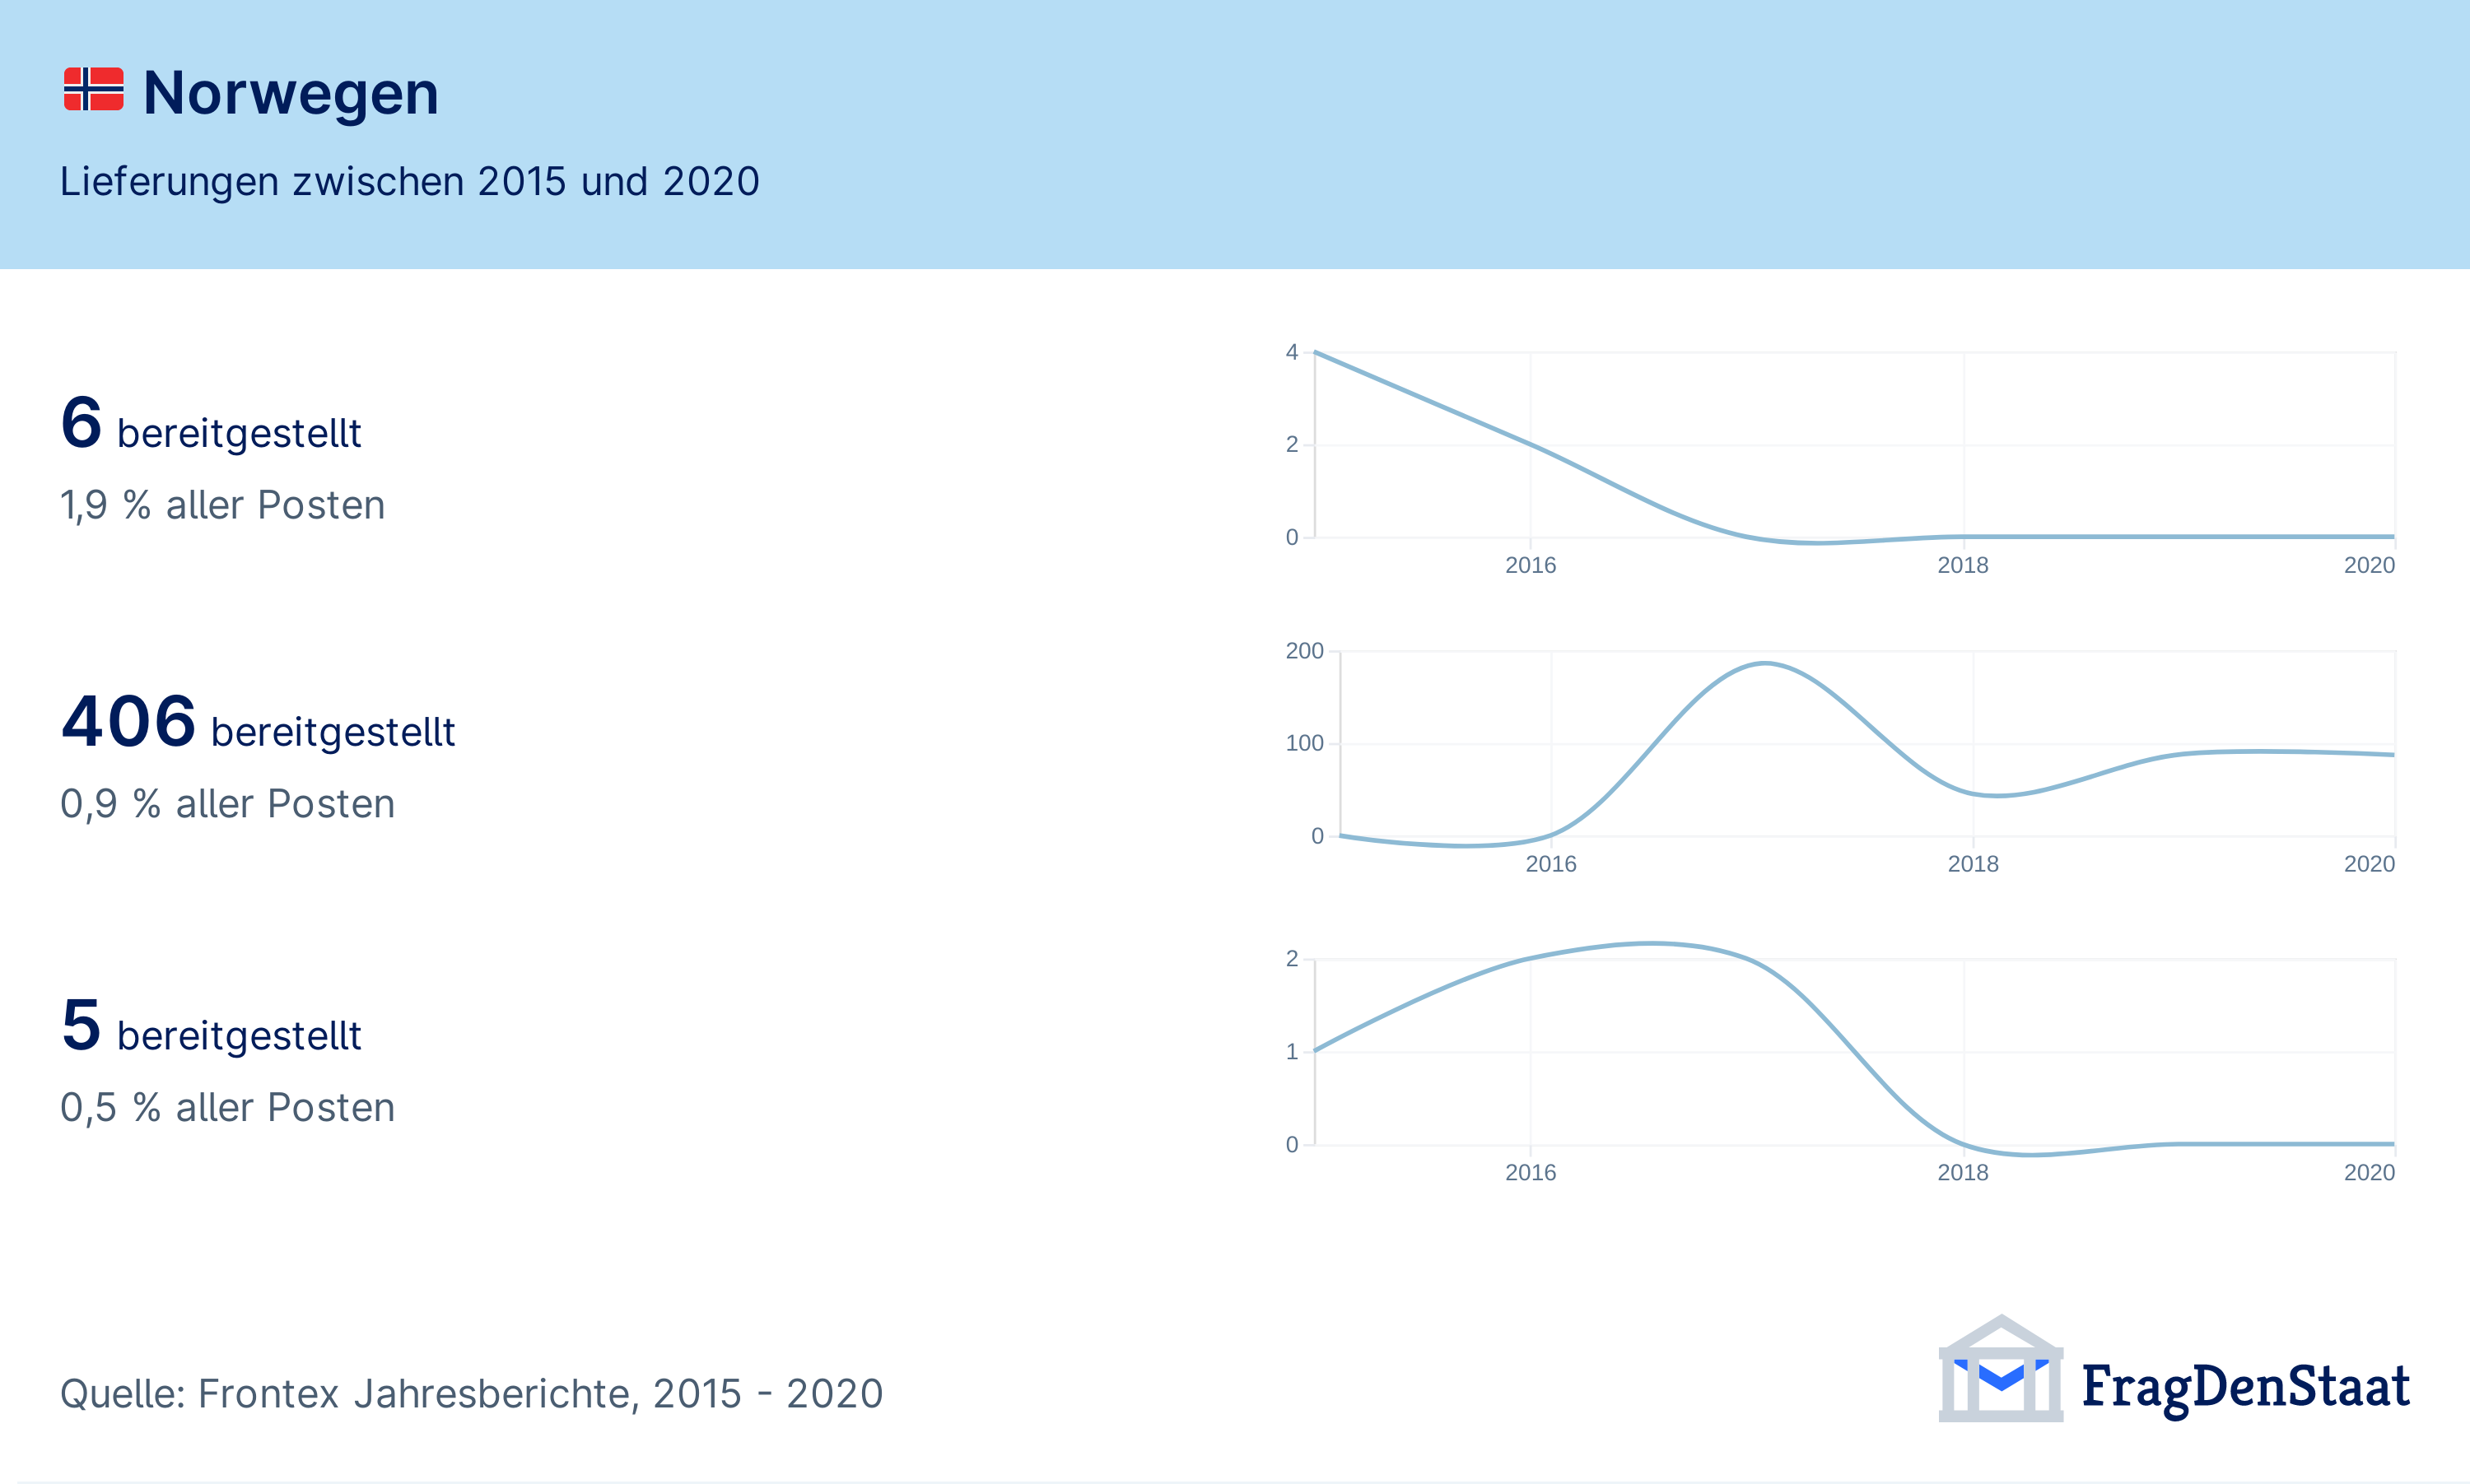 Norwegen
Lieferungen zwischen 2015 und 2020
6 bereitgestellt
1,9 % aller Posten
4
2
0
2016 2018 2020
406 bereitgestellt
0,9 % aller Posten
200
100
0
2016 2018 2020
5 bereitgestellt
0,5 % aller Posten
2
1
0
2016 2018 2020
Quelle: Frontex Jahresberichte, 2015 - 2020
FragDenStaat